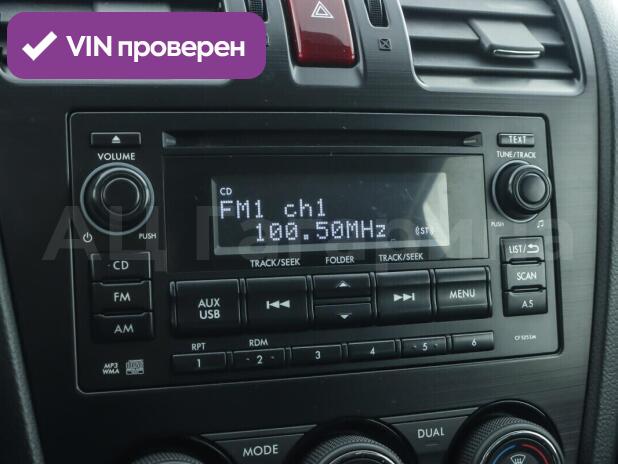 VIN проверен
VOLUME
TEXT
TUNE/TRACK
CD
FM1 ch1
100.50MHz (ST)
PUSH
PUSH
АЦ Гагарина
TRACK/SEEK FOLDER TRACK/SEEK
CD
LIST/
FM
AUX
USB
MENU
SCAN
AM
A.S
RPT RDM
1 2 3 4 5 6
MP3
WMA
MODE
DUAL